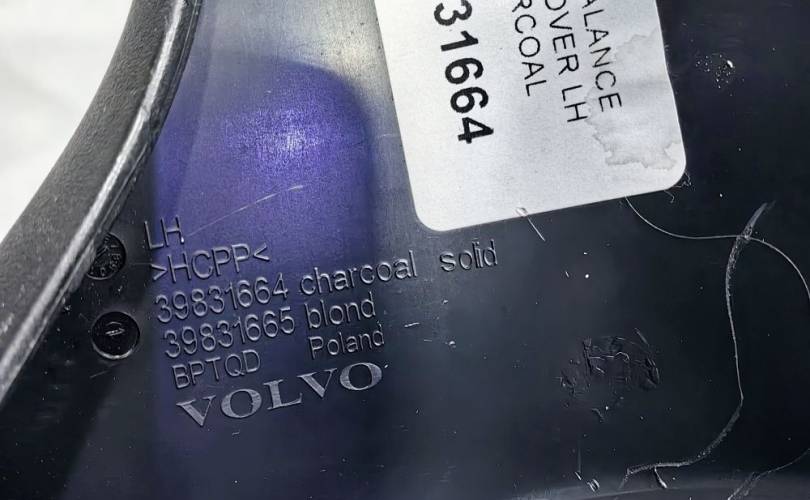 LH
>HCPP<
39831664 charcoal solid
39831665 blond
BPTQD Poland
VOLVO
31664
ALANCE
OVER LH
RCOAL